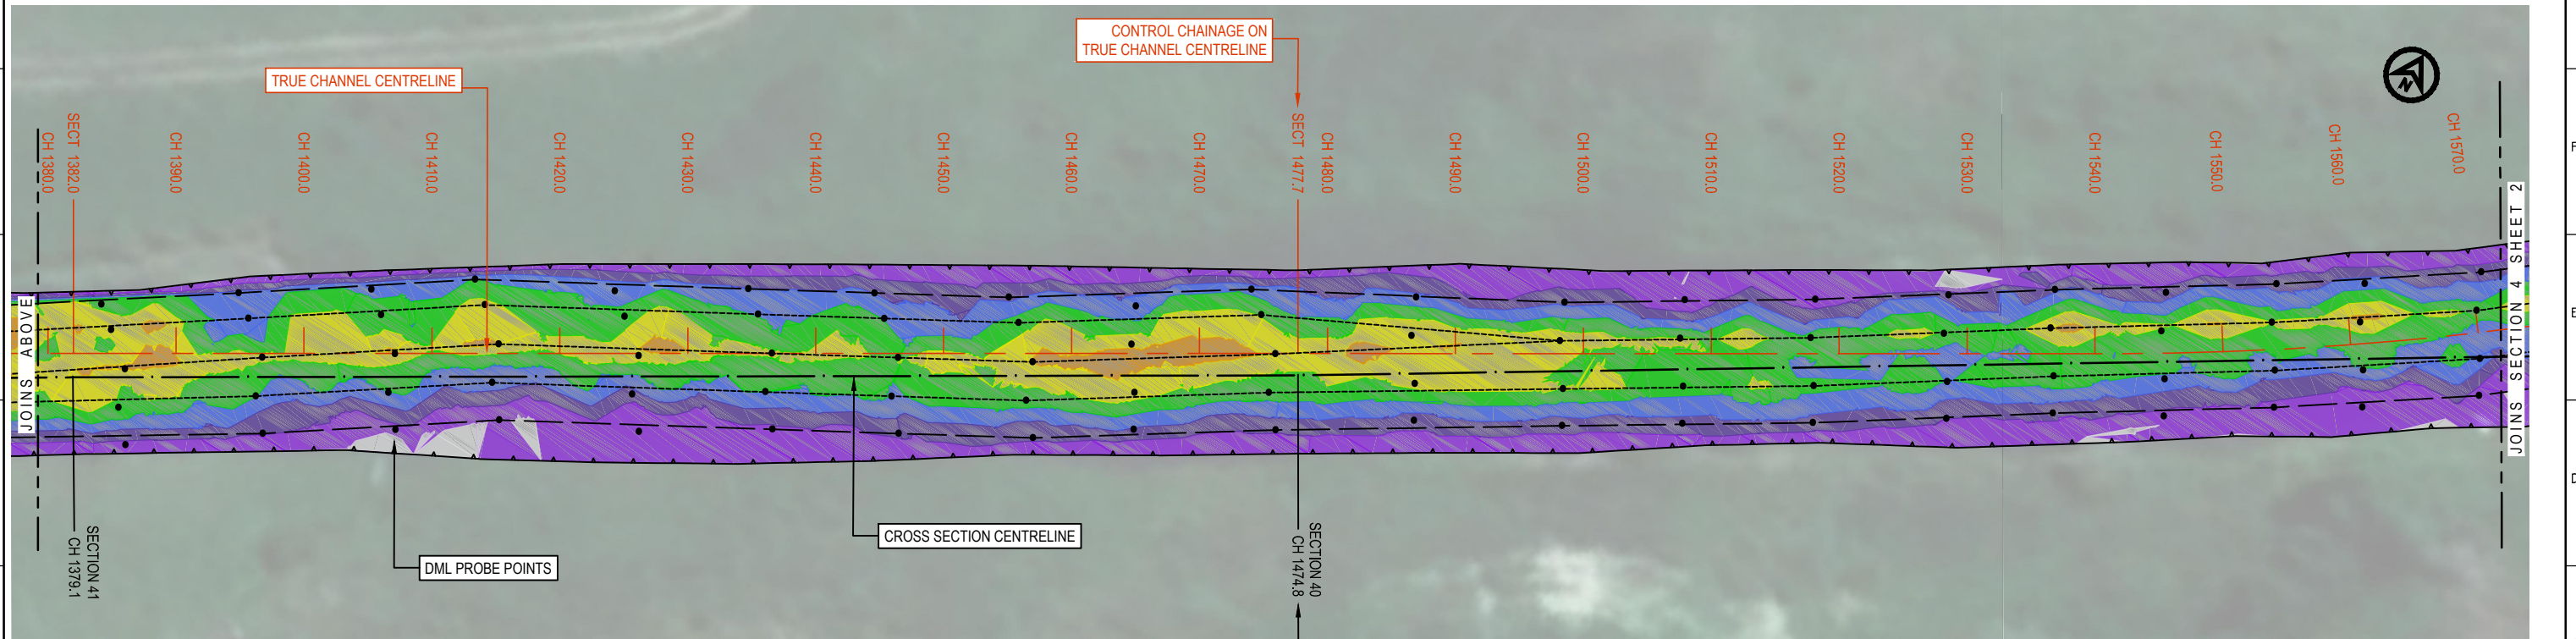 CONTROL CHAINAGE ON
TRUE CHANNEL CENTRELINE
TRUE CHANNEL CENTRELINE
N
CH 1380.0
SECT 1382.0
CH 1390.0
CH 1400.0
CH 1410.0
CH 1420.0
CH 1430.0
CH 1440.0
CH 1450.0
CH 1460.0
CH 1470.0
SECT 1477.7
CH 1480.0
CH 1490.0
CH 1500.0
CH 1510.0
CH 1520.0
CH 1530.0
CH 1540.0
CH 1550.0
CH 1560.0
CH 1570.0
F
E
D
JOINS ABOVE
JOINS SECTION 4 SHEET 2
SECTION 41
CH 1379.1
DML PROBE POINTS
CROSS SECTION CENTRELINE
SECTION 40
CH 1474.8